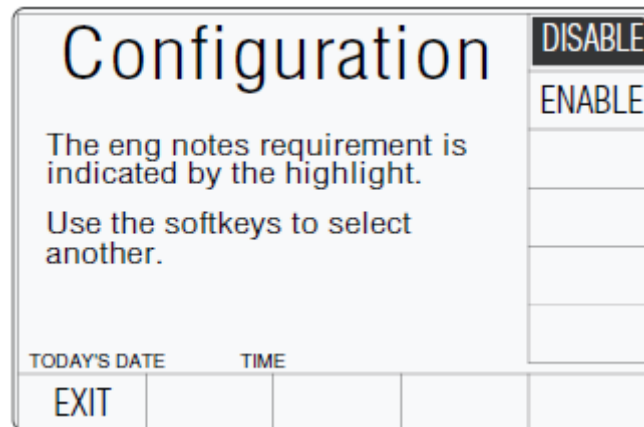 Configuration
DISABLE
ENABLE
The eng notes requirement is
indicated by the highlight.
Use the softkeys to select
another.
TODAY'S DATE TIME
EXIT